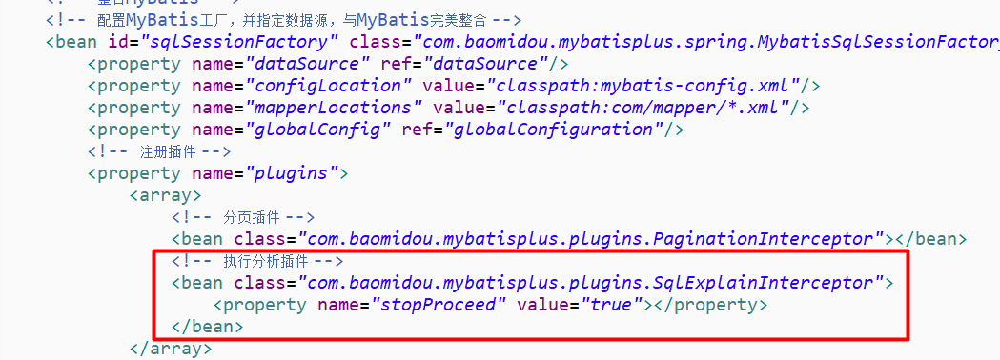 <!-- 配置MyBatis工厂，并指定数据源，与MyBatis完美整合 -->
<bean id="sqlSessionFactory" class="com.baomidou.mybatisplus.spring.MybatisSqlSessionFactory
<property name="dataSource" ref="dataSource"/>
<property name="configLocation" value="classpath:mybatis-config.xml"/>
<property name="mapperLocations" value="classpath:com/mapper/*.xml"/>
<property name="globalConfig" ref="globalConfiguration"/>
<!-- 注册插件 -->
<property name="plugins">
<array>
<!-- 分页插件 -->
<bean class="com.baomidou.mybatisplus.plugins.PaginationInterceptor"></bean>
<!-- 执行分析插件 -->
<bean class="com.baomidou.mybatisplus.plugins.SqlExplainInterceptor">
<property name="stopProceed" value="true"></property>
</bean>
</array>